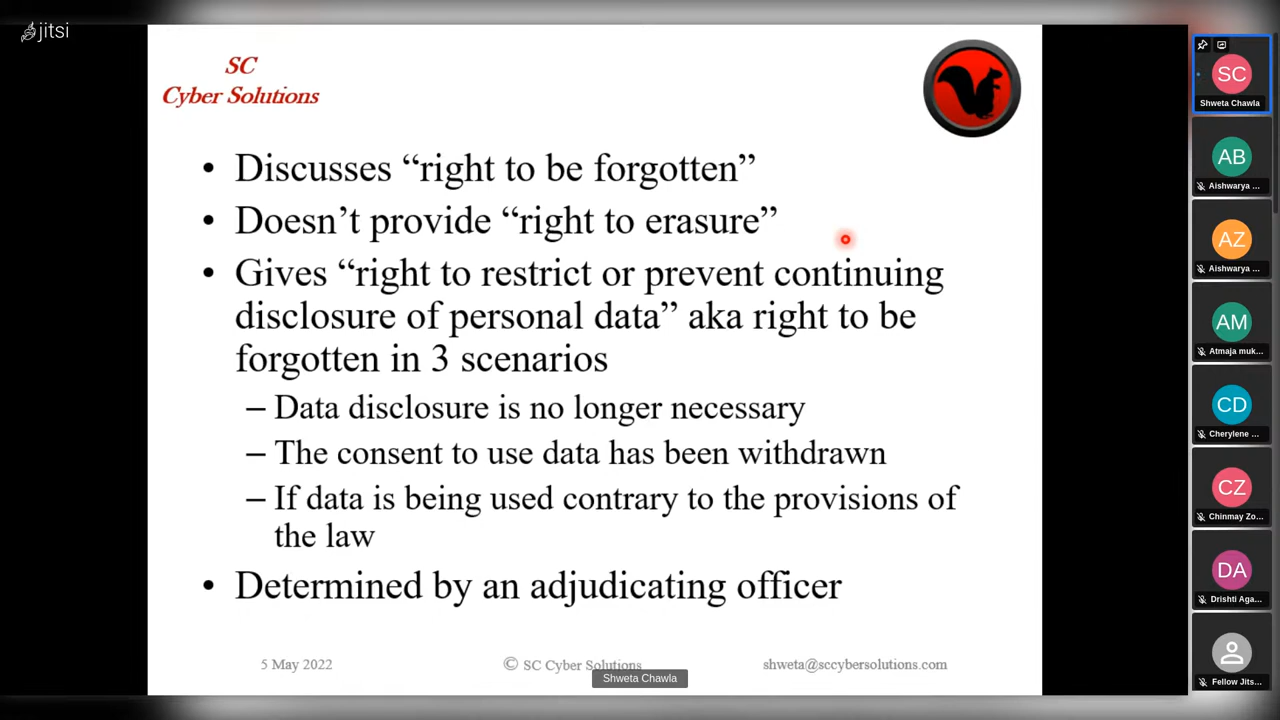 jitsi
SC
Cyber Solutions
• Discusses “right to be forgotten”
• Doesn’t provide “right to erasure”
• Gives “right to restrict or prevent continuing
disclosure of personal data” aka right to be
forgotten in 3 scenarios
– Data disclosure is no longer necessary
– The consent to use data has been withdrawn
– If data is being used contrary to the provisions of
the law
• Determined by an adjudicating officer
5 May 2022
© SC Cyber Solutions
shweta@sccybersolutions.com
Shweta Chawla
SC
Shweta Chawla
AB
Aishwarya ...
AZ
Aishwarya ...
AM
Atmaja muk...
CD
Cherylene ...
CZ
Chinmay Zo...
DA
Drishti Aga...
Fellow Jits...